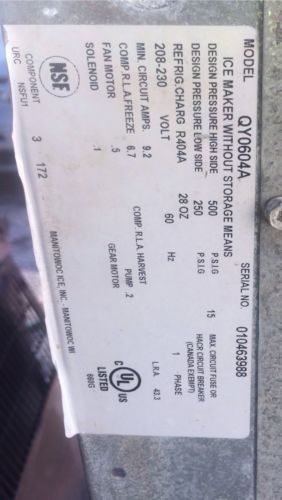 MODEL QY0604A SERIAL NO. 010463988
ICE MAKER WITHOUT STORAGE MEANS
DESIGN PRESSURE HIGH SIDE 500 P.S.I.G 15 MAX. CIRCUIT FUSE OR
DESIGN PRESSURE LOW SIDE 250 P.S.I.G HACR CIRCUIT BREAKER
(CANADA EXEMPT)
REFRIG.CHARG R404A 28 OZ
208-230 VOLT 60 Hz 1 PHASE
MIN. CIRCUIT AMPS. 9.2
COMP. R.L.A.FREEZE 6.7 COMP. R.L.A. HARVEST L.R.A. 43.3
FAN MOTOR .5 PUMP .2
SOLENOID .1 GEAR MOTOR
NSF
COMPONENT
URC NSFU1 3 172
MANITOWOC ICE, INC. - MANITOWOC WI
C UL US
LISTED